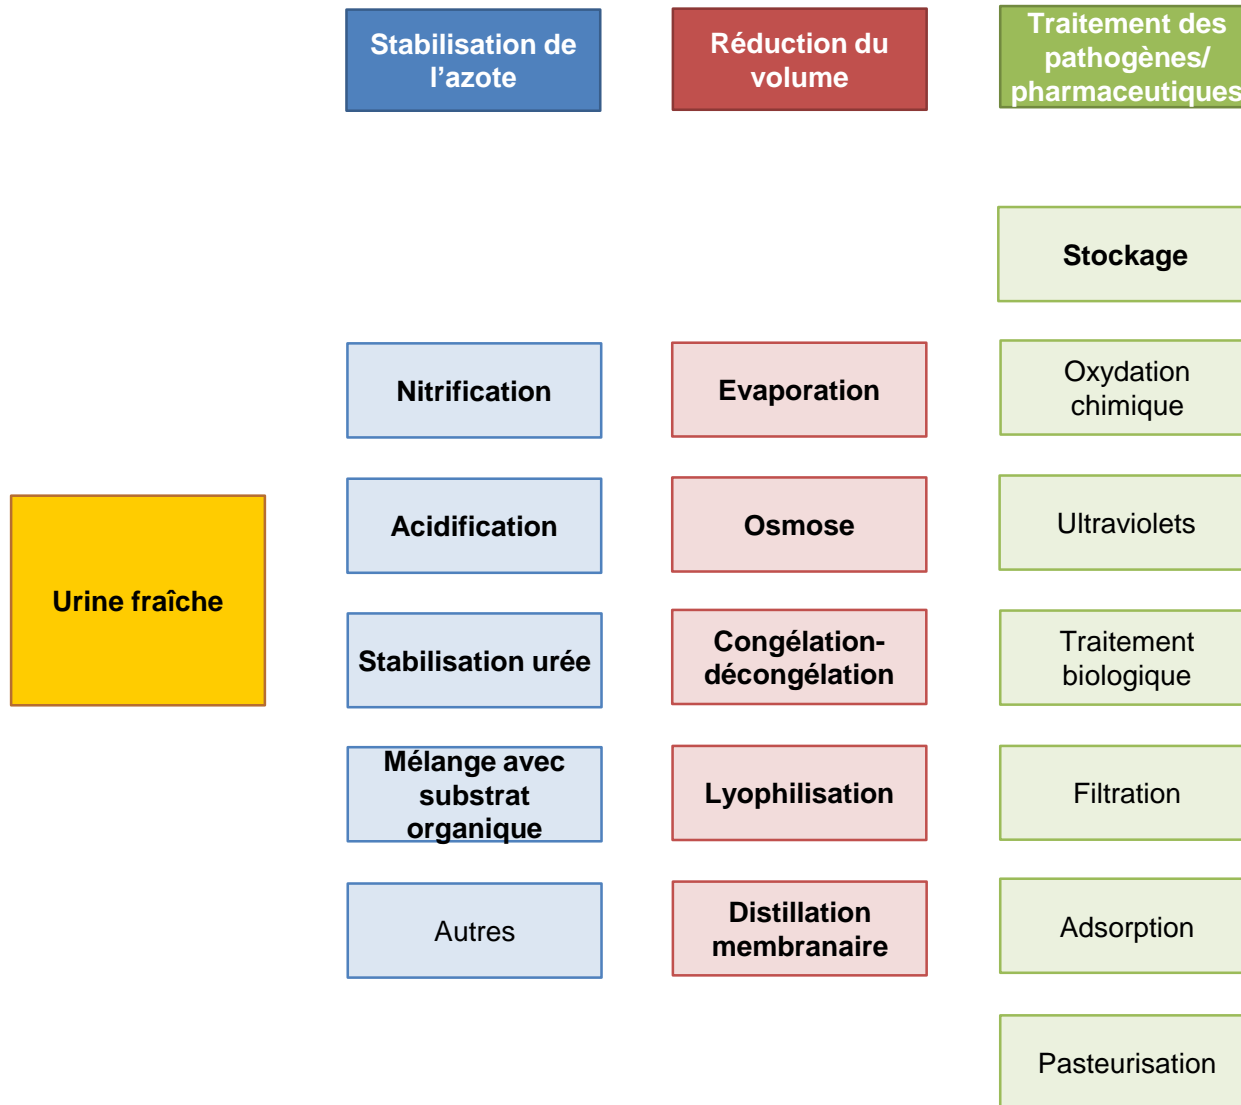 Stabilisation de
l’azote
Réduction du
volume
Traitement des
pathogènes/
pharmaceutiques
Stockage
Nitrification
Evaporation
Oxydation
chimique
Acidification
Osmose
Ultraviolets
Urine fraîche
Stabilisation urée
Congélation-
décongélation
Traitement
biologique
Mélange avec
substrat
organique
Lyophilisation
Filtration
Autres
Distillation
membranaire
Adsorption
Pasteurisation